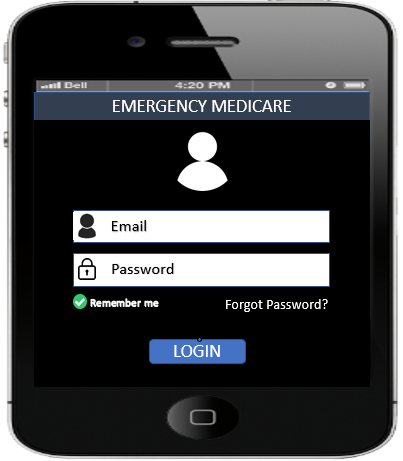 Bell 4:20 PM
EMERGENCY MEDICARE
Email
Password
Remember me Forgot Password?
LOGIN